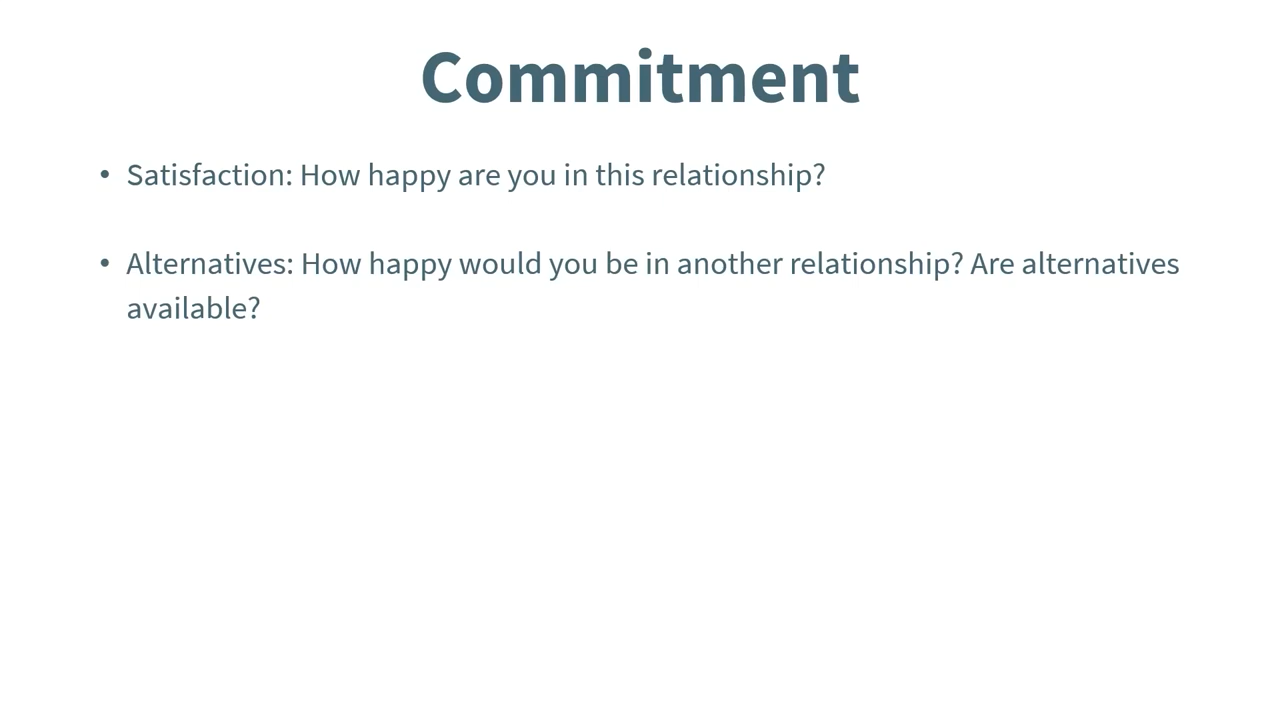 Commitment
• Satisfaction: How happy are you in this relationship?
• Alternatives: How happy would you be in another relationship? Are alternatives
available?